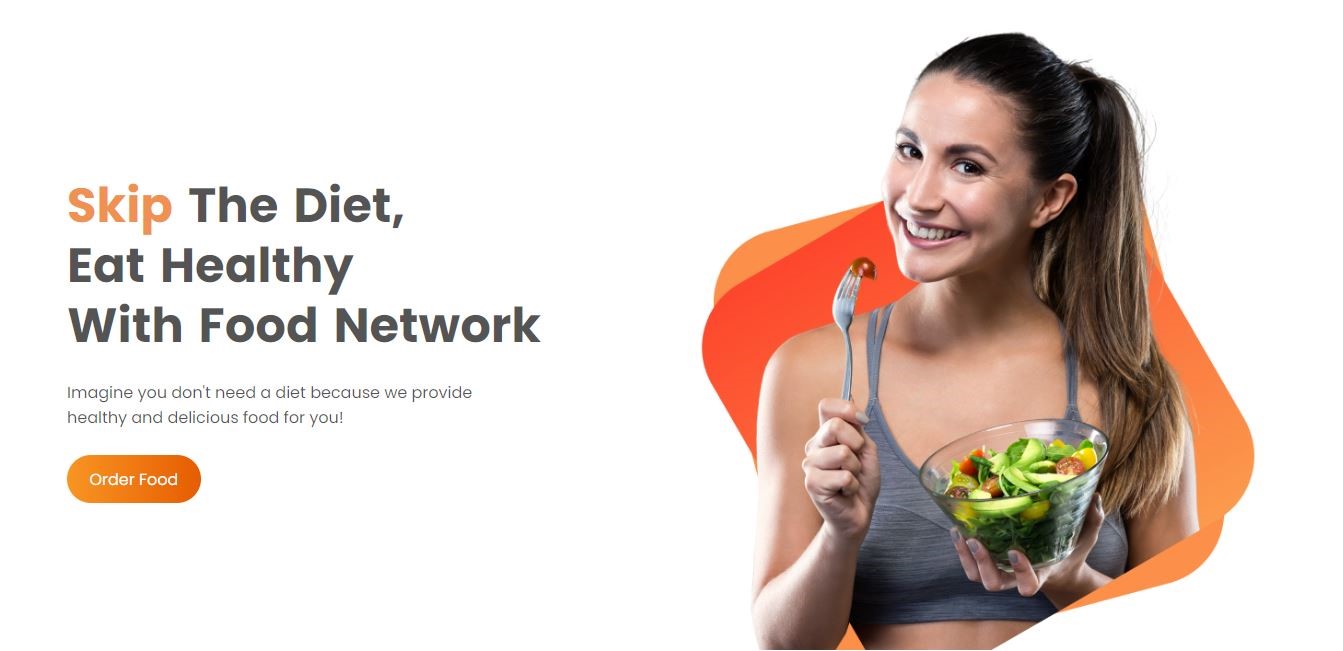 Skip The Diet,
Eat Healthy
With Food Network
Imagine you don't need a diet because we provide
healthy and delicious food for you!
Order Food